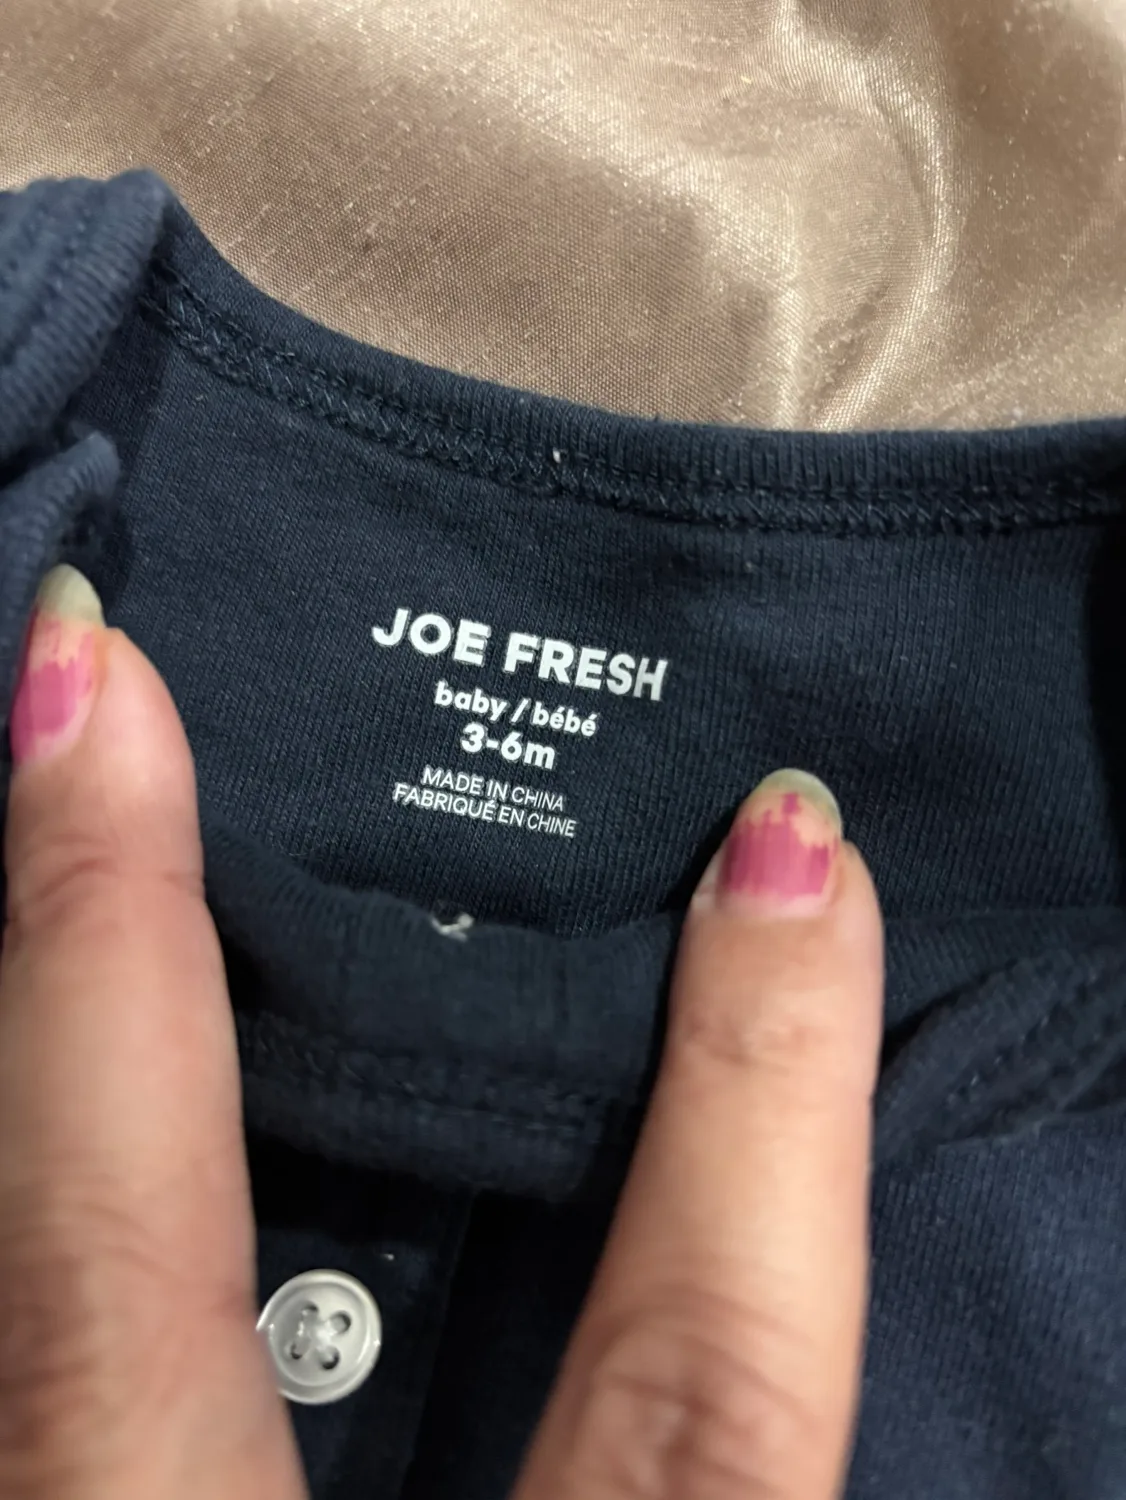 JOE FRESH
baby / bébé
3-6m
MADE IN CHINA
FABRIQUÉ EN CHINE